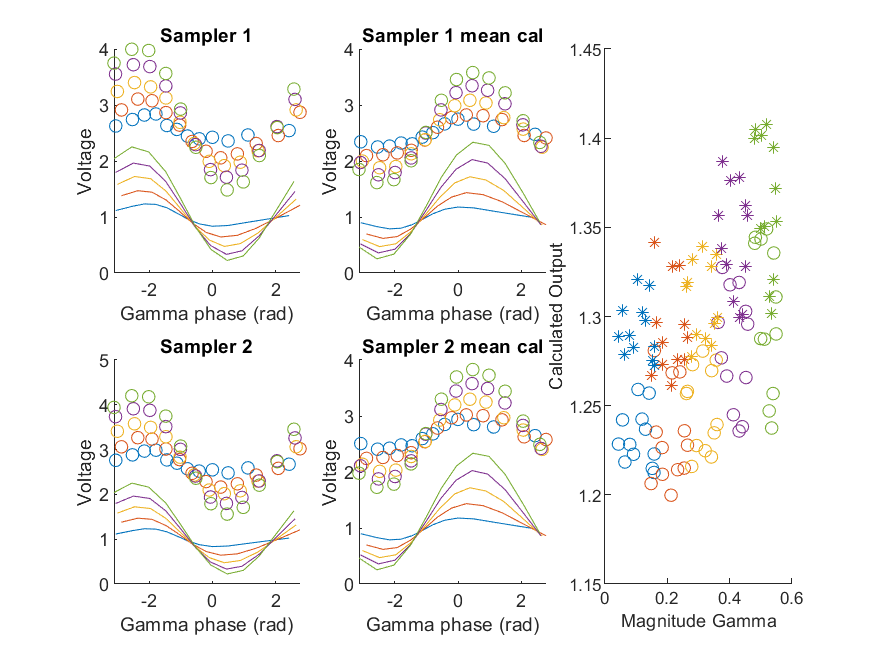 Sampler 1
4
3
2
1
0
Voltage
-2 0 2
Gamma phase (rad)
Sampler 1 mean cal
4
3
2
1
0
Voltage
-2 0 2
Gamma phase (rad)
Sampler 2
5
4
3
2
1
0
Voltage
-2 0 2
Gamma phase (rad)
Sampler 2 mean cal
4
3
2
1
0
Voltage
-2 0 2
Gamma phase (rad)
1.45
1.4
1.35
1.3
1.25
1.2
1.15
Calculated Output
0 0.2 0.4 0.6
Magnitude Gamma